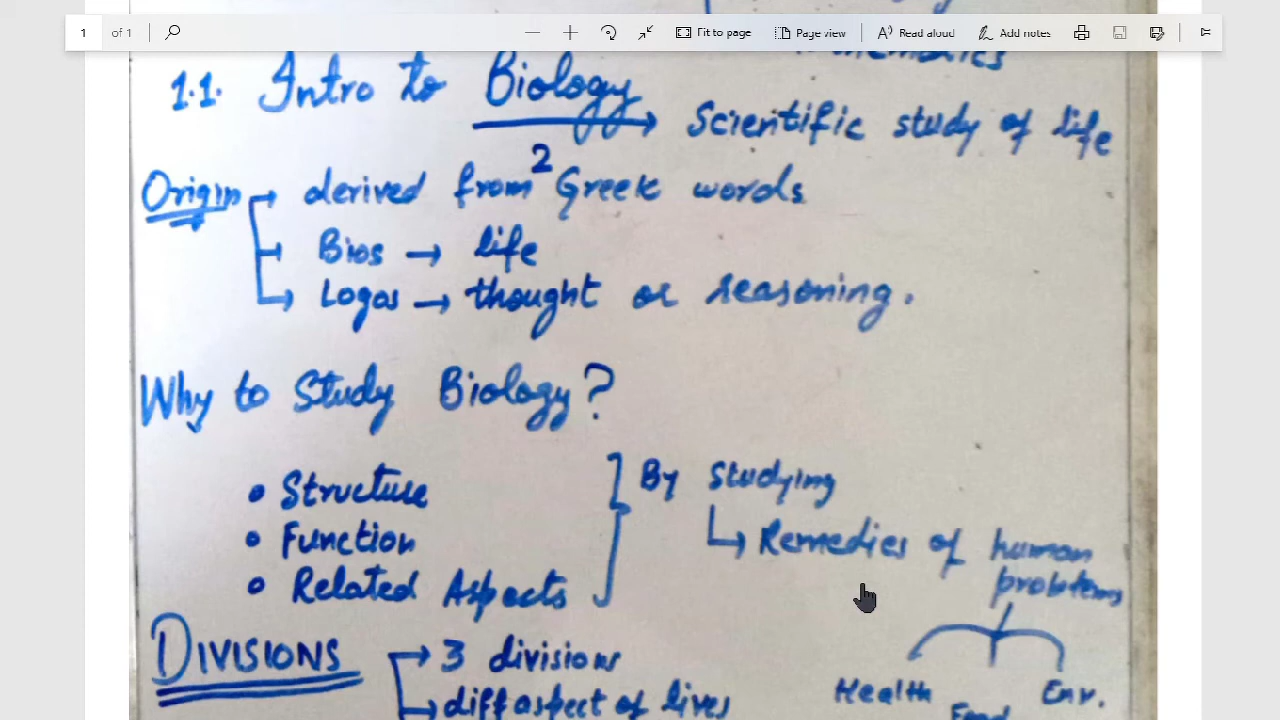 1 of 1 Fit to page Page view Read aloud Add notes
1.1. Intro to Biology → Scientific study of life
Origin → derived from 2 Greek words
Bios → life
Logos → thought or reasoning.
Why to Study Biology?
• Structure
• Function
• Related Aspects
By studying
Remedies of human
problems
Health Food Env.
DIVISIONS → 3 divisions
→ diff aspect of lives